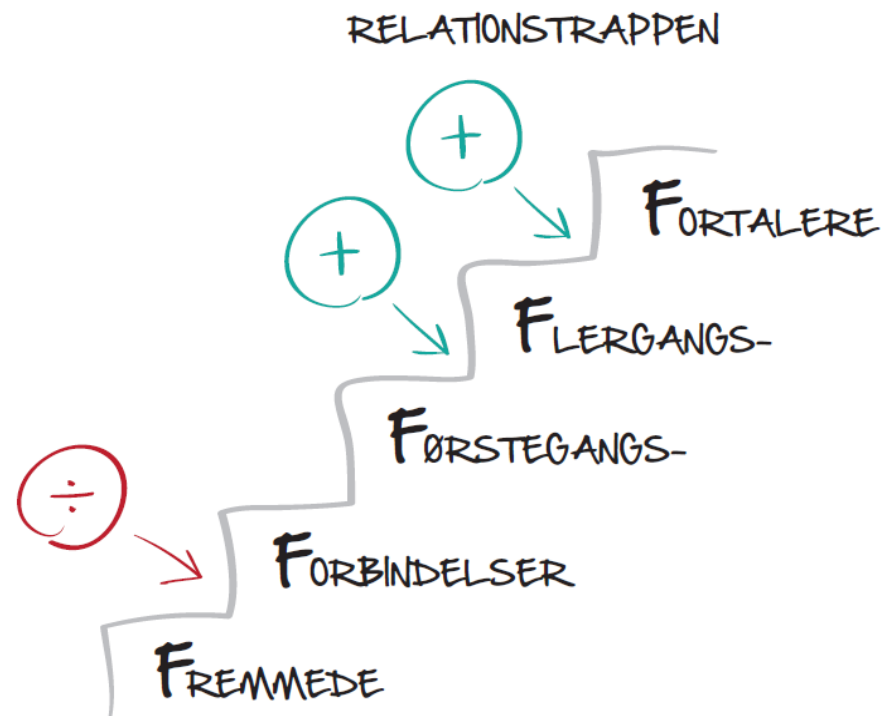 RELATIONSTRAPPEN
+
+
FORTALERE
FLERGANGS-
FØRSTEGANGS-
÷
FORBINDELSER
FREMMEDE